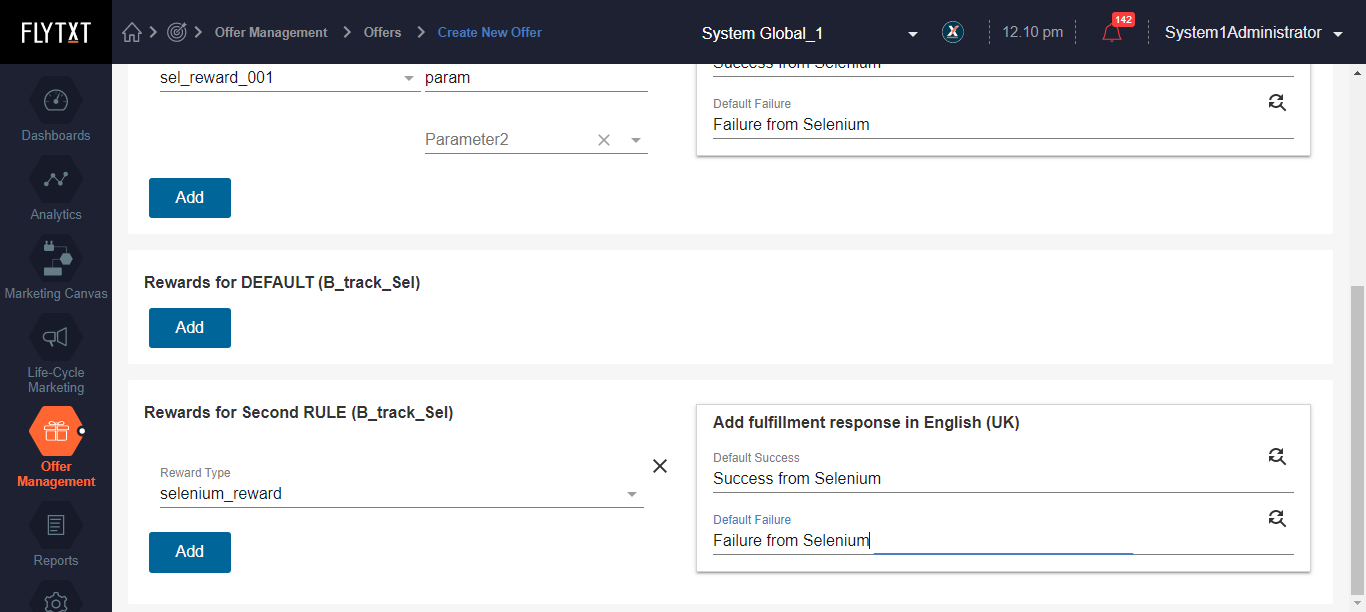 FLYTXT
Offer Management
Offers
Create New Offer
System Global_1
12.10 pm
142
System1Administrator
Dashboards
Analytics
Marketing Canvas
Life-Cycle
Marketing
Offer
Management
Reports
sel_reward_001
param
Parameter2
Add
Success from Selenium
Default Failure
Failure from Selenium
Rewards for DEFAULT (B_track_Sel)
Add
Rewards for Second RULE (B_track_Sel)
Reward Type
selenium_reward
Add
Add fulfillment response in English (UK)
Default Success
Success from Selenium
Default Failure
Failure from Selenium